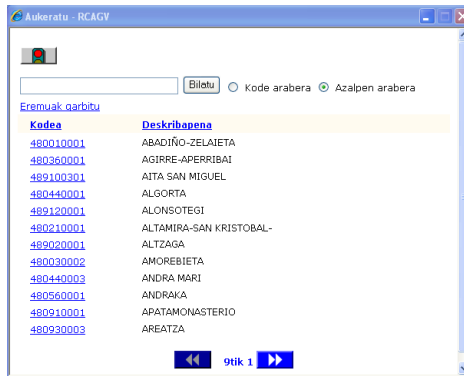 Aukeratu - RCAGV
Bilatu Kode arabera Azalpen arabera
Eremuak garbitu
Kodea Deskribapena
480010001 ABADIÑO-ZELAIETA
480360001 AGIRRE-APERRIBAI
489100301 AITA SAN MIGUEL
480440001 ALGORTA
489120001 ALONSOTEGI
480210001 ALTAMIRA-SAN KRISTOBAL-
489020001 ALTZAGA
480030002 AMOREBIETA
480440003 ANDRA MARI
480560001 ANDRAKA
480910001 APATAMONASTERIO
480930003 AREATZA
9tik 1